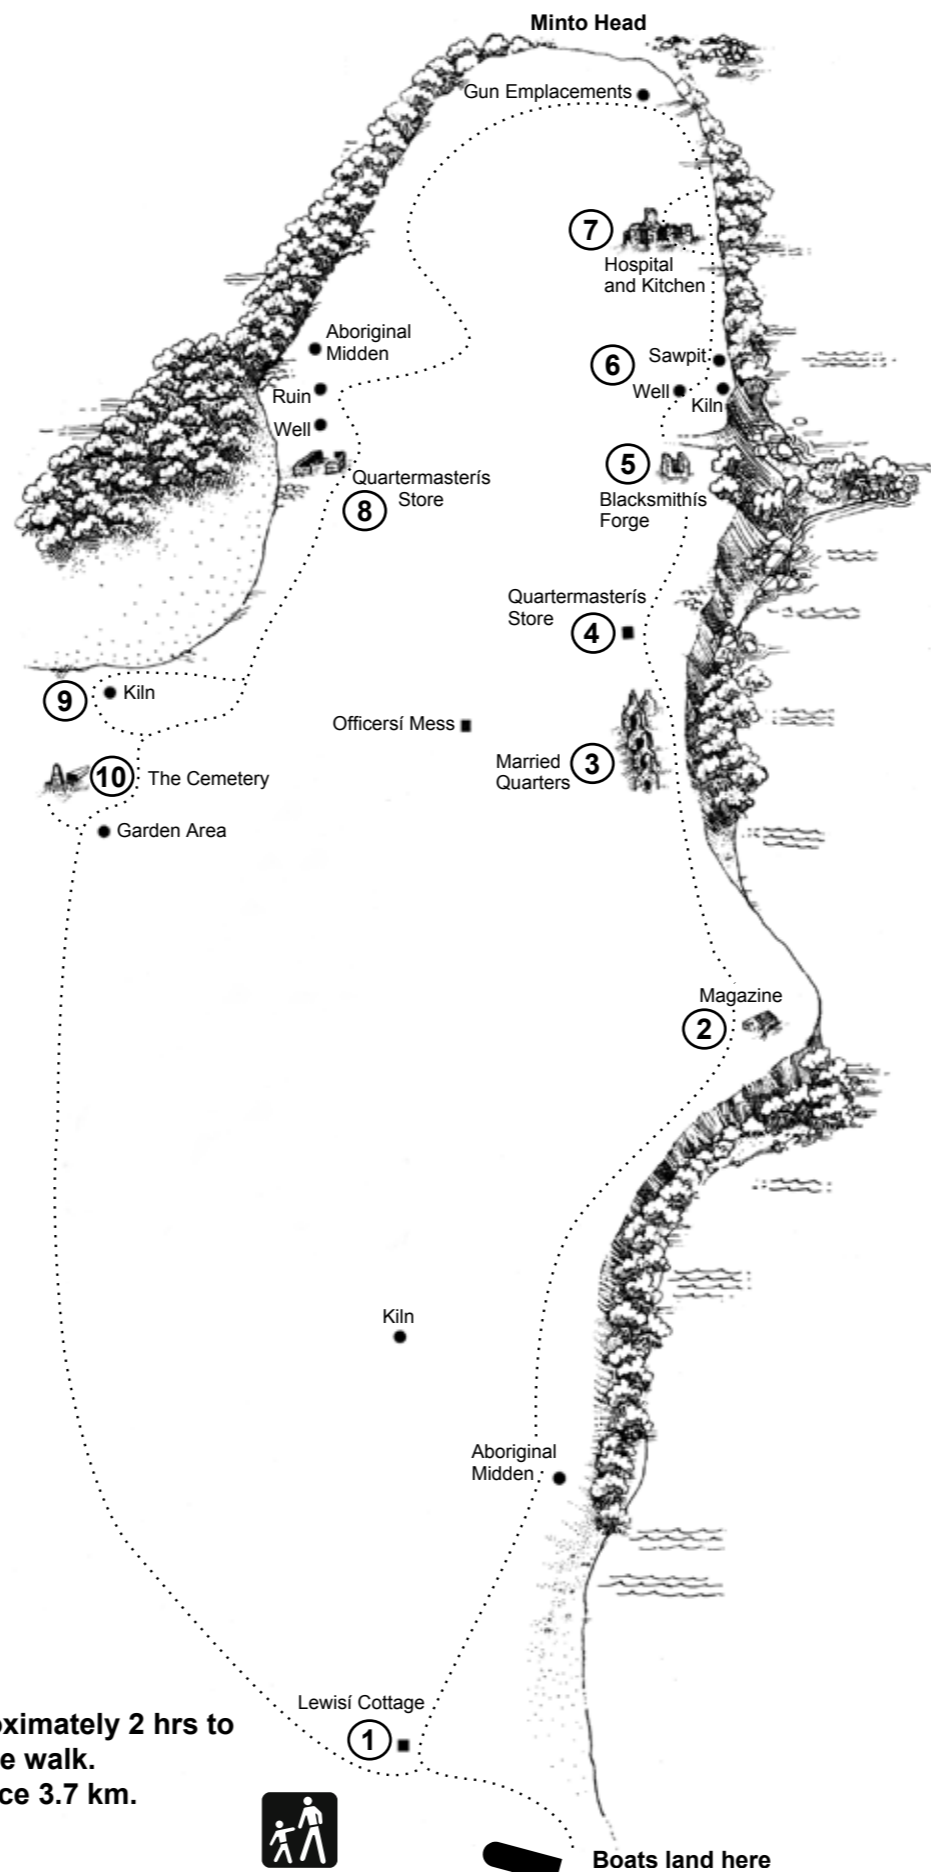 Minto Head
Gun Emplacements
7
Hospital
and Kitchen
Aboriginal
Midden
Sawpit
6
Ruin
Well
Kiln
Well
5
Quartermasterís
Store
8
Blacksmithís
Forge
Quartermasterís
Store
4
9
Kiln
Officersí Mess
Married
Quarters
3
10
The Cemetery
Garden Area
Magazine
2
Kiln
Aboriginal
Midden
Lewisí Cottage
1
oximately 2 hrs to
e walk.
ce 3.7 km.
Boats land here